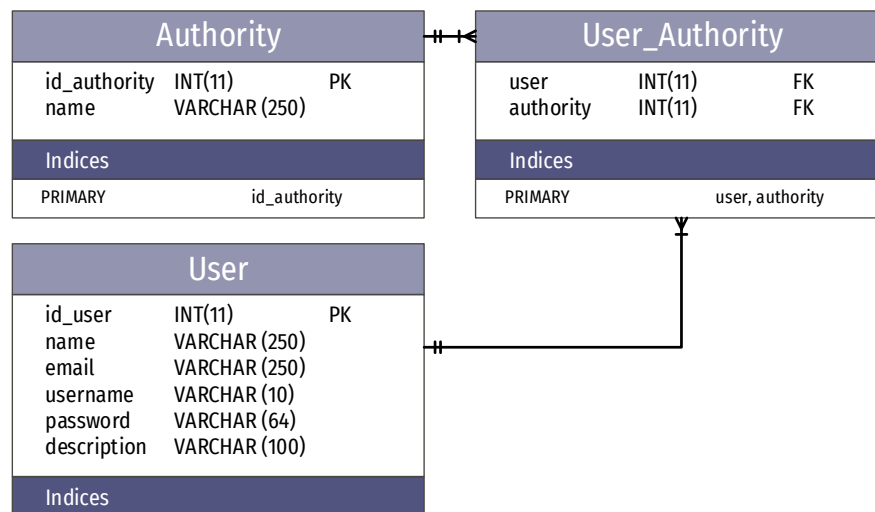 Authority
id_authority INT(11) PK
name VARCHAR (250)
Indices
PRIMARY id_authority
User_Authority
user INT(11) FK
authority INT(11) FK
Indices
PRIMARY user, authority
User
id_user INT(11) PK
name VARCHAR (250)
email VARCHAR (250)
username VARCHAR (10)
password VARCHAR (64)
description VARCHAR (100)
Indices